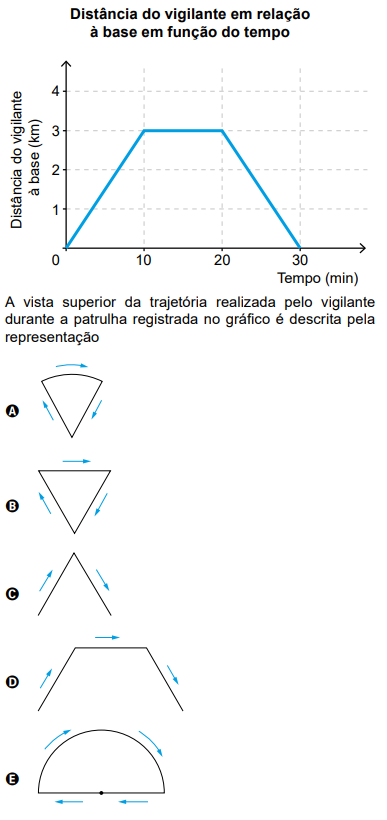 Distância do vigilante em relação
à base em função do tempo
Distância do vigilante
à base (km)
4
3
2
1
0
10
20
30
Tempo (min)
A vista superior da trajetória realizada pelo vigilante
durante a patrulha registrada no gráfico é descrita pela
representação
A
B
C
D
E